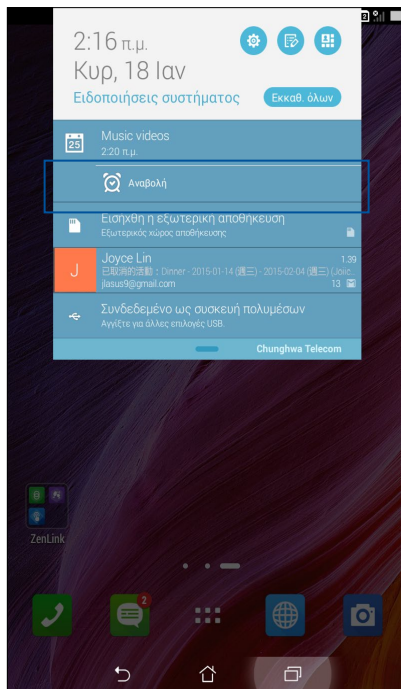 2
2:16 π.μ.
Κυρ, 18 Ιαν
Ειδοποιήσεις συστήματος
Εκκαθ. όλων
25
Music videos
2:20 π.μ.
Αναβολή
Εισήχθη η εξωτερική αποθήκευση
Εξωτερικός χώρος αποθήκευσης
J
Joyce Lin 1:39
已取消的活動：Dinner - 2015-01-14 (週三) - 2015-02-04 (週三) (Joiic..
jlasus9@gmail.com 13
Συνδεδεμένο ως συσκευή πολυμέσων
Αγγίξτε για άλλες επιλογές USB.
Chunghwa Telecom
ZenLink
2